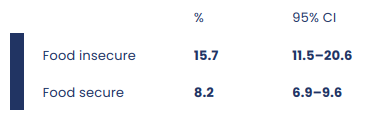 % 95% CI
Food insecure 15.7 11.5–20.6
Food secure 8.2 6.9–9.6